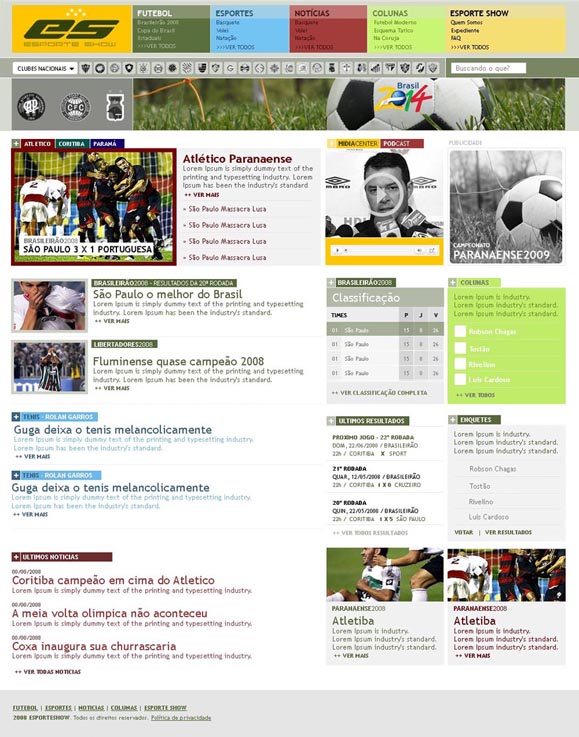 ES
ESPORTE SHOW
FUTEBOL
Brasileirão 2008
Copa do Brasil
Estaduais
>>>VER TODOS
ESPORTES
Basquete
Volei
Natação
>>>VER TODOS
NOTÍCIAS
Basquete
Volei
Natação
>>>VER TODOS
COLUNAS
Futebol Moderno
Esquema Tatico
Na Coruja
>>>VER TODOS
ESPORTE SHOW
Quem Somos
Expediente
FAQ
>>>VER TODOS
CLUBES NACIONAIS
Buscando o que?
CFC
Brasil
2014
+ ATLETICO CORITIBA PARANÁ
BRASILEIRÃO2008
SÃO PAULO 3 X 1 PORTUGUESA
Atlético Paranaense
Lorem Ipsum is simply dummy text of the printing and typesetting industry. Lorem Ipsum has been the industry's standard
++ VER MAIS
» São Paulo Massacra Lusa
» São Paulo Massacra Lusa
» São Paulo Massacra Lusa
» São Paulo Massacra Lusa
+ MIDIACENTER PODCAST
UMBRO
PUBLICIDADE
CAMPEONATO
PARANAENSE2009
+ BRASILEIRÃO2008 - RESULTADOS DA 20ª RODADA
São Paulo o melhor do Brasil
Lorem Ipsum is simply dummy text of the printing and typesetting
industry. Lorem Ipsum has been the industry's standard.
++ VER MAIS
LIBERTADORES2008
Fluminense quase campeão 2008
Lorem Ipsum is simply dummy text of the printing and typesetting
industry. Lorem Ipsum has been the industry's standard.
++ VER MAIS
+ TENIS - ROLAN GARROS
Guga deixa o tenis melancolicamente
Lorem Ipsum is simply dummy text of the printing and typesetting industry.
Lorem Ipsum has been the industry's standard.
++ VER MAIS
+ TENIS - ROLAN GARROS
Guga deixa o tenis melancolicamente
Lorem Ipsum is simply dummy text of the printing and typesetting industry.
Lorem Ipsum has been the industry's standard.
++ VER MAIS
+ ULTIMOS NOTICIAS
00/00/2008
Coritiba campeão em cima do Atletico
Lorem Ipsum is simply dummy text of the printing and typesetting industry.
00/00/2008
A meia volta olimpica não aconteceu
Lorem Ipsum is simply dummy text of the printing and typesetting industry.
00/00/2008
Coxa inaugura sua churrascaria
Lorem Ipsum is simply dummy text of the printing and typesetting industry.
++ VER TODAS NOTICIAS
+ BRASILEIRÃO2008
Classificação
TIMES P J V
01 São Paulo 15 8 26
01 São Paulo 15 8 26
01 São Paulo 15 8 26
01 São Paulo 15 8 26
++ VER CLASSIFICAÇÃO COMPLETA
+ COLUNAS
Lorem Ipsum is industry.
Lorem Ipsum's standard.
Robson Chagas
Tostão
Rivelino
Luis Cardoso
++ VER TODOS
+ ULTIMOS RESULTADOS
PROXIMO JOGO - 22ª RODADA
DOM, 22/06/2008 / BRASILEIRÃO
22h / CORITIBA X SPORT
21ª RODADA
QUAR, 12/05/2008 / BRASILEIRÃO
22h / CORITIBA 1 X 0 CRUZEIRO
20ª RODADA
QUIN, 22/05/2008 / BRASILEIRÃO
22h / CORITIBA 1 X 5 SÃO PAULO
++ VER TODOS RESULTADOS
+ ENQUETES
Lorem Ipsum is industry.
Lorem Ipsum's standard.
Robson Chagas
Tostão
Rivelino
Luis Cardoso
VOTAR | VER RESULTADOS
PARANAENSE2008
Atletiba
Lorem Ipsum is industry.
Lorem Ipsum's standard.
Lorem Ipsum's standard.
++ VER MAIS
PARANAENSE2008
Atletiba
Lorem Ipsum is industry.
Lorem Ipsum's standard.
Lorem Ipsum's standard.
++ VER MAIS
FUTEBOL | ESPORTES | NOTICIAS | COLUNAS | ESPORTE SHOW
2008 ESPORTESHOW. Todos os direitos reservados. Política de privacidade